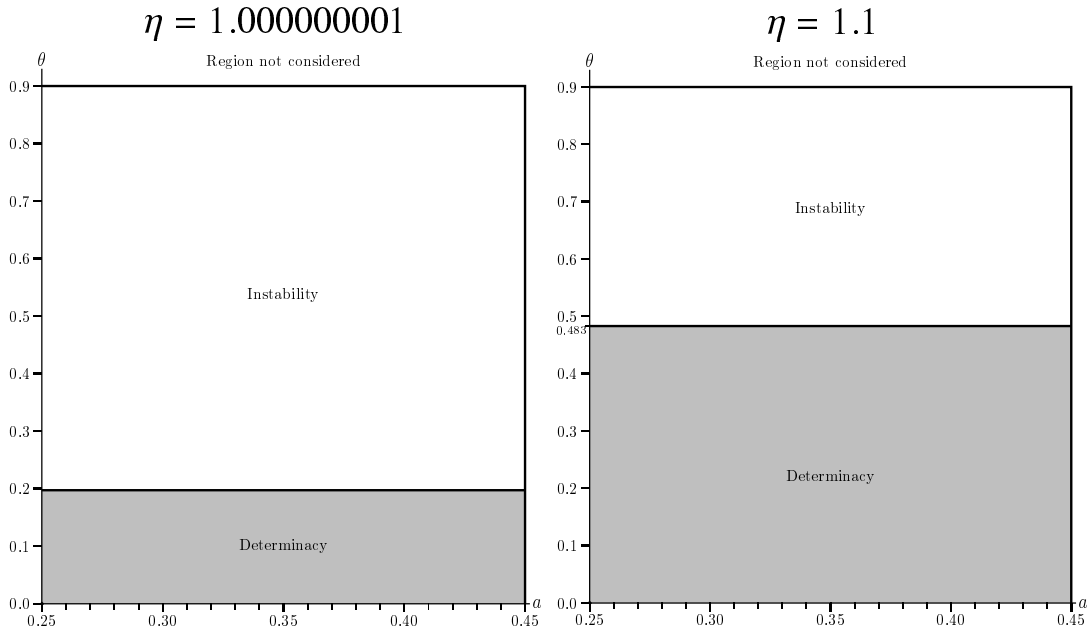 η = 1.000000001
θ
Region not considered
0.9
0.8
0.7
0.6
0.5
0.4
0.3
0.2
0.1
0.0
Instability
Determinacy
0.25
0.30
0.35
0.40
0.45
a
η = 1.1
θ
Region not considered
0.9
0.8
0.7
0.6
0.5
0.483
0.4
0.3
0.2
0.1
0.0
Instability
Determinacy
0.25
0.30
0.35
0.40
0.45
a